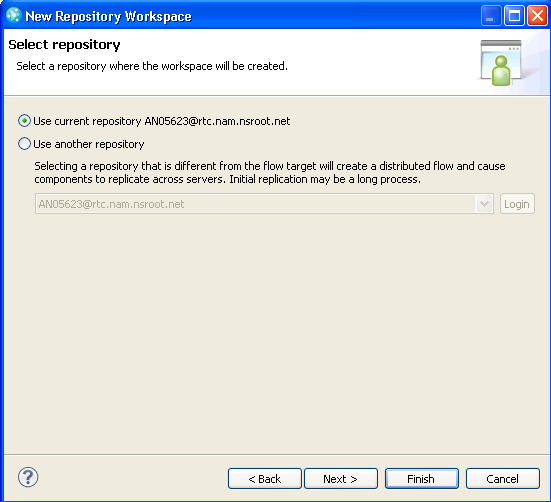 New Repository Workspace
Select repository
Select a repository where the workspace will be created.
Use current repository AN05623@rtc.nam.nsroot.net
Use another repository
Selecting a repository that is different from the flow target will create a distributed flow and cause
components to replicate across servers. Initial replication may be a long process.
AN05623@rtc.nam.nsroot.net
Login
?
< Back
Next >
Finish
Cancel